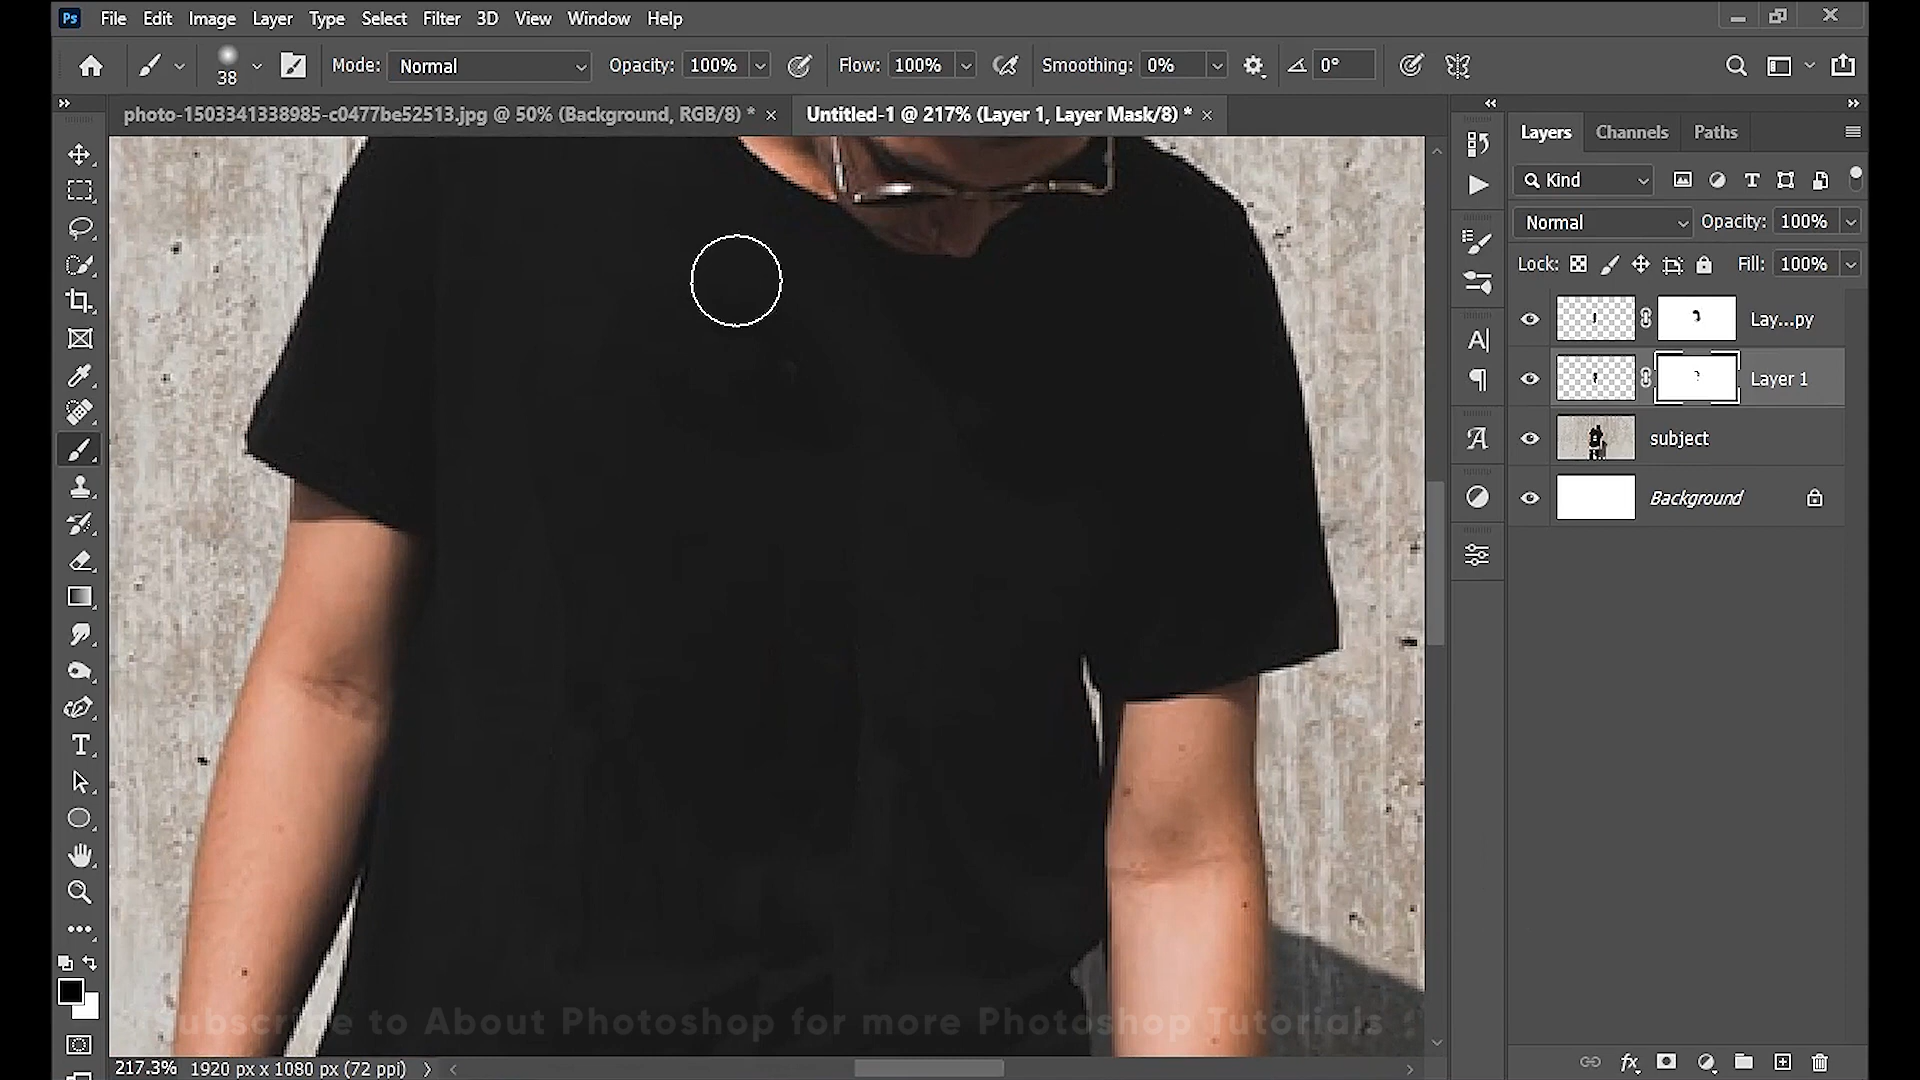 Ps File Edit Image Layer Type Select Filter 3D View Window Help
38 Mode: Normal Opacity: 100% Flow: 100% Smoothing: 0% 0°
photo-1503341338985-c0477be52513.jpg @ 50% (Background, RGB/8) * × Untitled-1 @ 217% (Layer 1, Layer Mask/8) * ×
Layers Channels Paths
Kind
Normal Opacity: 100%
Lock: Fill: 100%
Lay...py
Layer 1
subject
Background
Subscribe to About Photoshop for more Photoshop Tutorials
217.3% 1920 px x 1080 px (72 ppi)